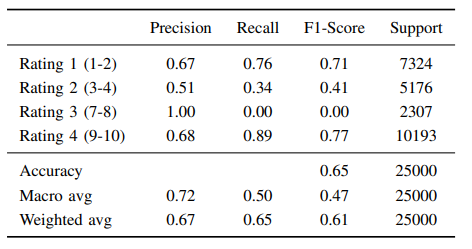 Precision Recall F1-Score Support
Rating 1 (1-2) 0.67 0.76 0.71 7324
Rating 2 (3-4) 0.51 0.34 0.41 5176
Rating 3 (7-8) 1.00 0.00 0.00 2307
Rating 4 (9-10) 0.68 0.89 0.77 10193
Accuracy 0.65 25000
Macro avg 0.72 0.50 0.47 25000
Weighted avg 0.67 0.65 0.61 25000